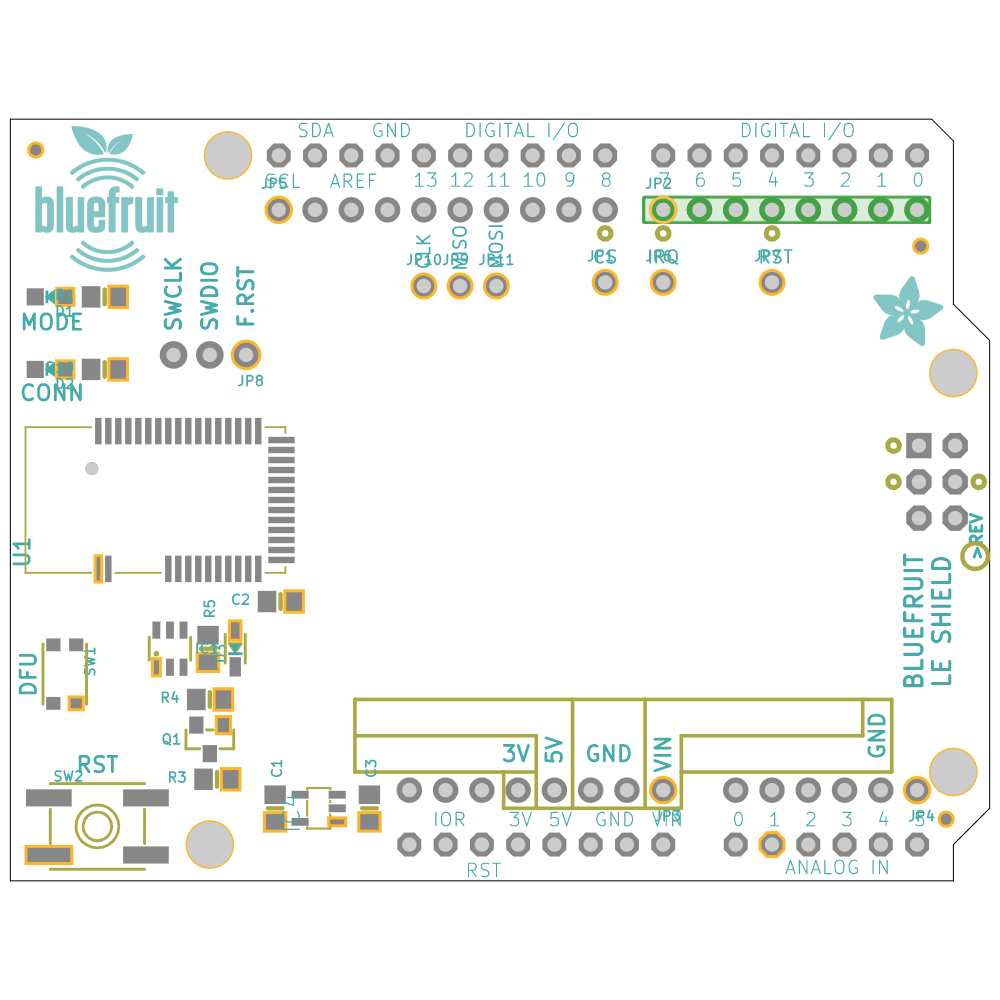 SDA GND DIGITAL I/O DIGITAL I/O
SCL AREF 13 12 11 10 9 8 7 6 5 4 3 2 1 0
JP5 JP2
bluefruit
CLK MISO MOSI
JP10 JP9 JP11 JP1 CS JP6 IRQ JP7 RST
SWCLK SWDIO F.RST
D1
MODE
JP8
D2
CONN
U1
>REV
BLUEFRUIT
LE SHIELD
C2
R5
SW1
DFU
R4
Q1
R3
RST
SW2
C1 C3
3V 5V GND VIN GND
JP3 JP4
IOR 3V 5V GND VIN 0 1 2 3 4 5
RST ANALOG IN